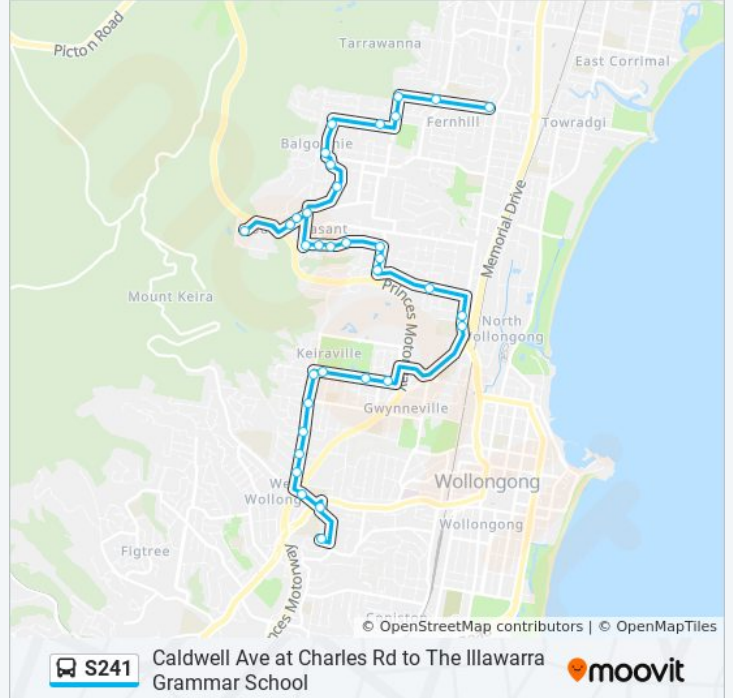 Picton Road
Tarrawanna
East Corrimal
Fernhill
Towradgi
Balgownie
Memorial Drive
Mount Keira
Princes Motorway
North
Wollongong
Keiraville
Gwynneville
Wollongong
Wollongong
Figtree
Princes Motorway
Coniston
© OpenStreetMap contributors | © OpenMapTiles
S241
Caldwell Ave at Charles Rd to The Illawarra
Grammar School
moovit